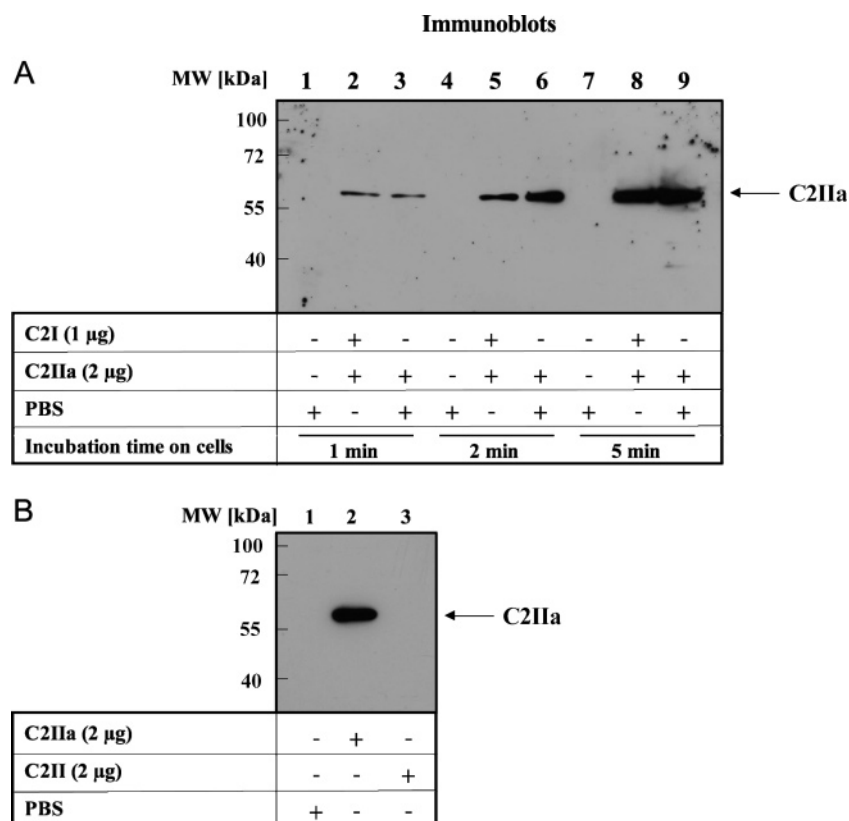 Immunoblots
A
MW [kDa] 1 2 3 4 5 6 7 8 9
100
72
55
40
C2IIa
C2I (1 µg) - + - - + - - + -
C2IIa (2 µg) - + + - + + - + +
PBS + - + + - + + - +
Incubation time on cells 1 min 2 min 5 min
B
MW [kDa] 1 2 3
100
72
55
40
C2IIa
C2IIa (2 µg) - + -
C2II (2 µg) - - +
PBS + - -